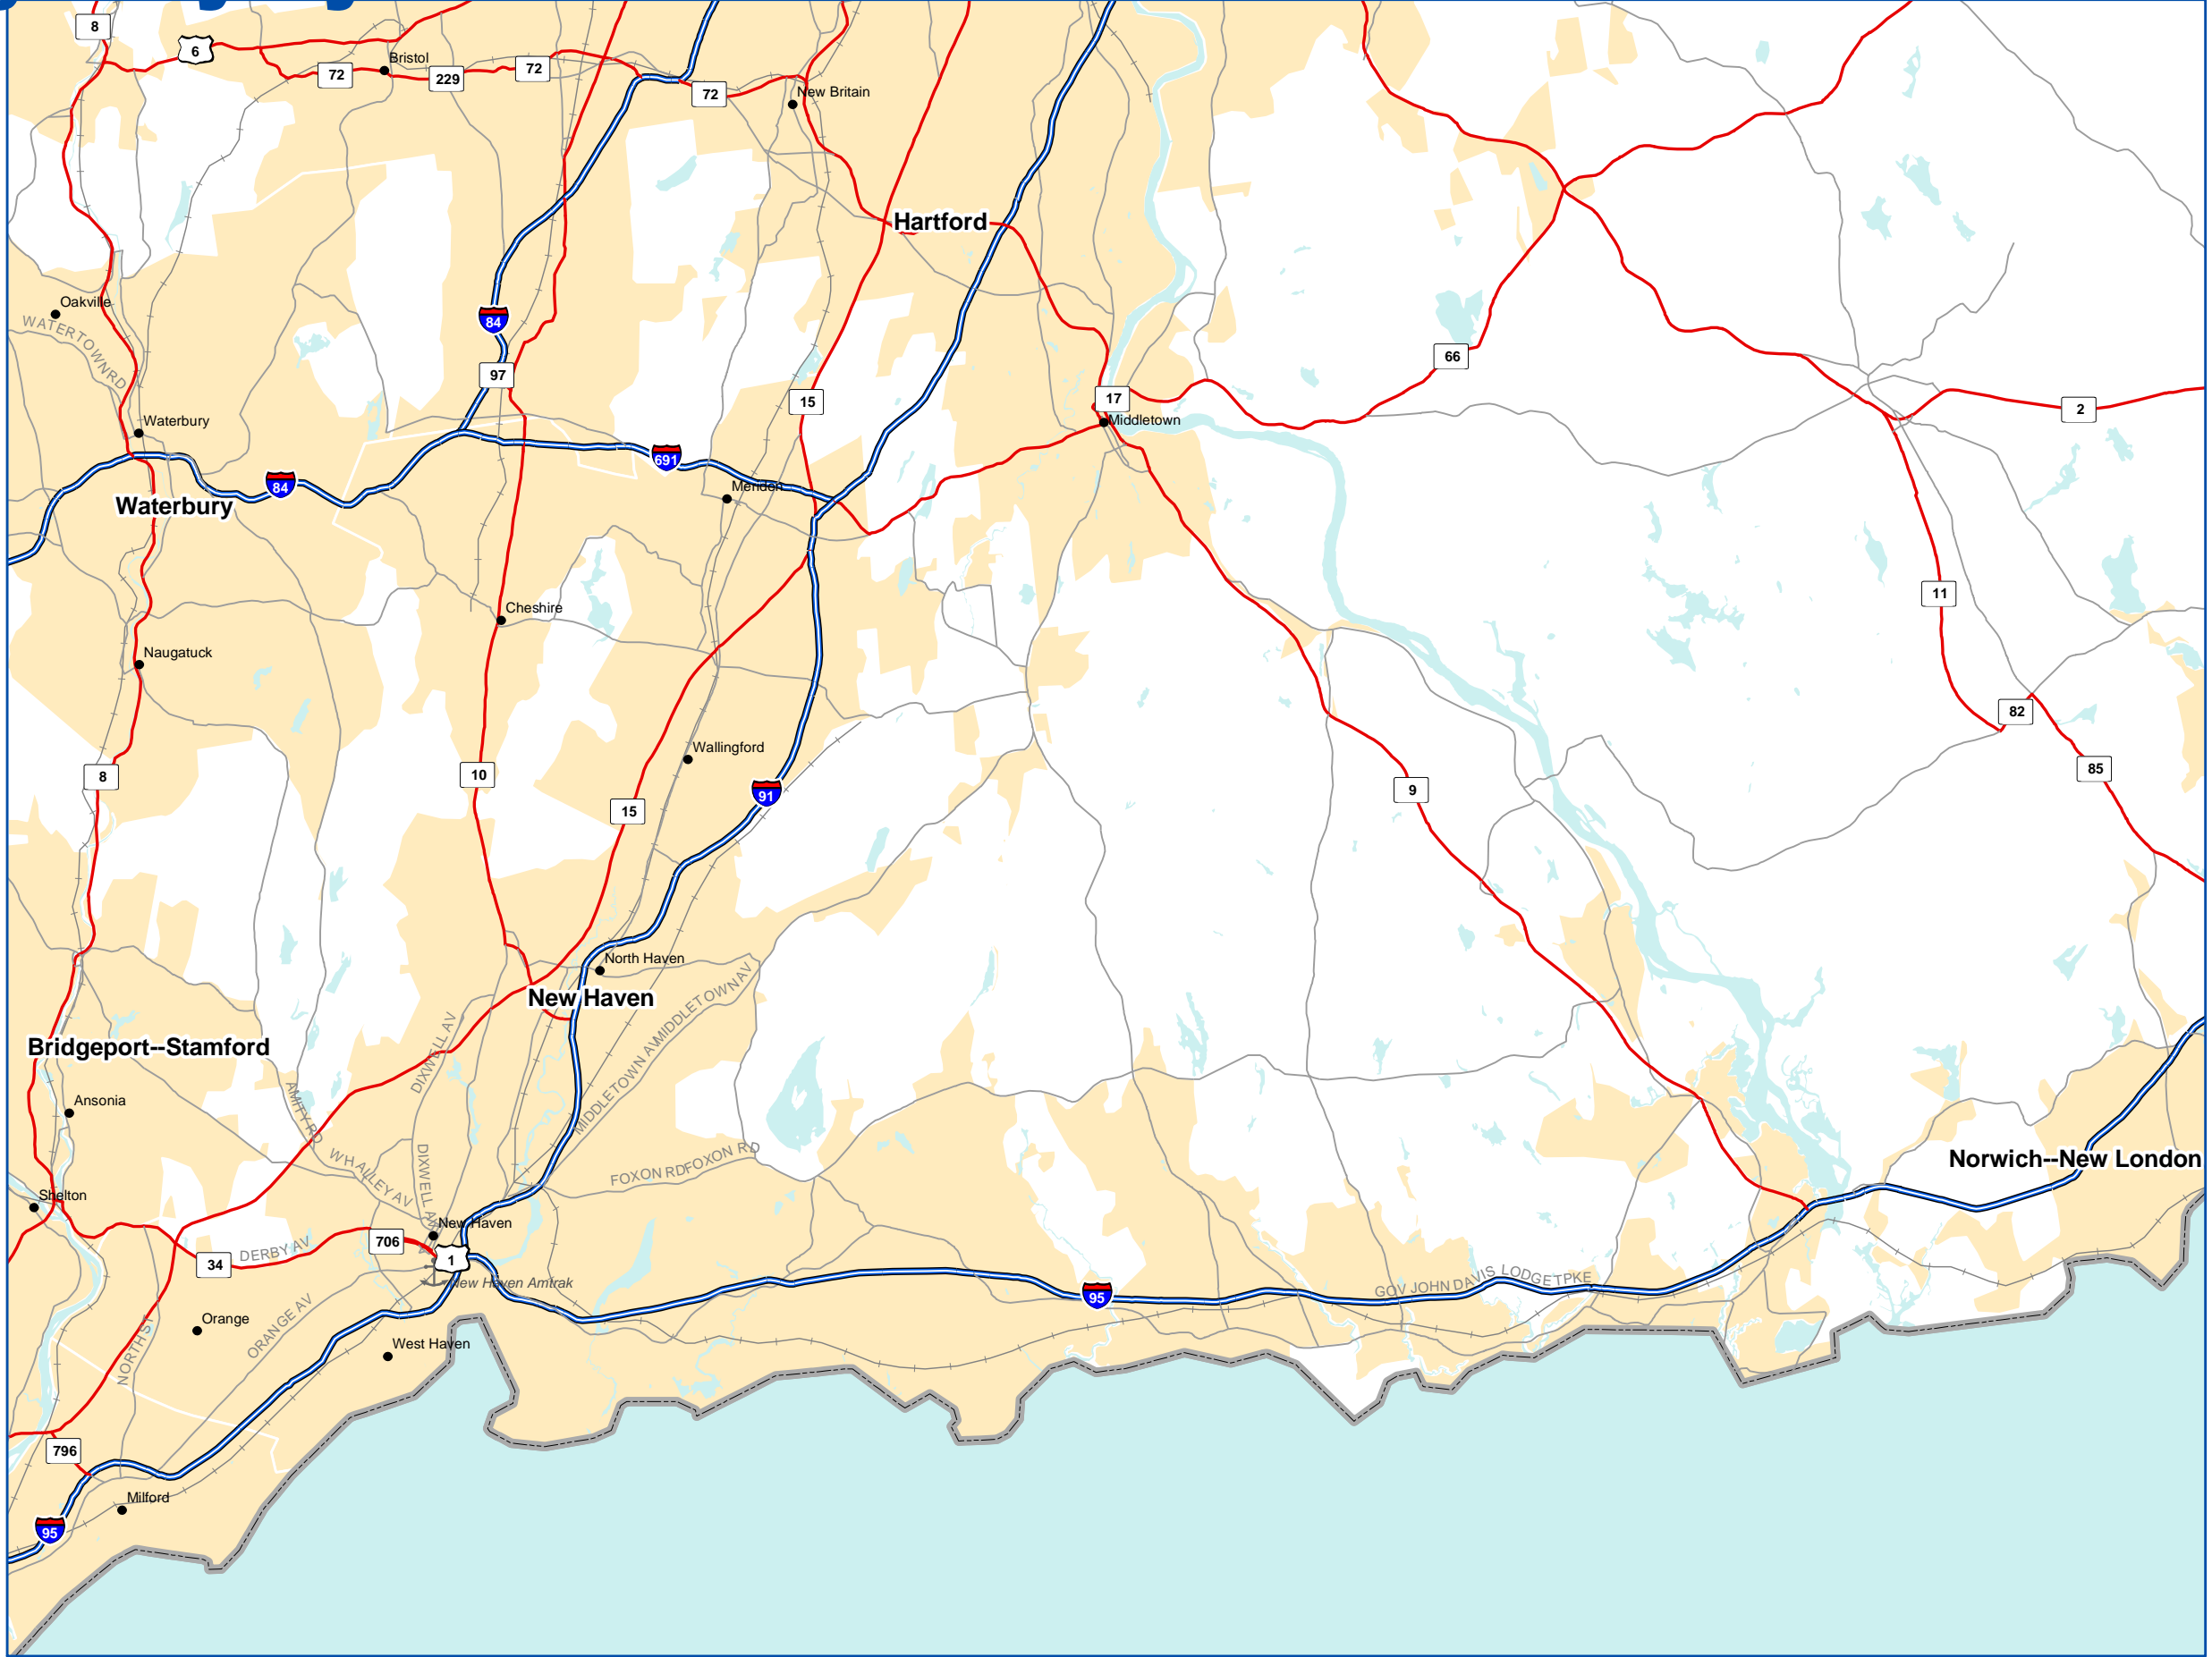 8
6
Bristol
72
229
72
72
New Britain
Hartford
Oakville
WATERTOWN RD
84
97
66
15
17
Middletown
2
Waterbury
691
84
Meriden
Waterbury
11
Cheshire
Naugatuck
82
Wallingford
85
8
10
9
91
15
North Haven
New Haven
MIDDLETOWN AV
MIDDLETOWN AV
DIXWELL AV
Bridgeport--Stamford
Ansonia
AMITY RD
WHALLEY AV
DIXWELL AV
FOXON RD
FOXON RD
Norwich--New London
Shelton
New Haven
706
DERBY AV
34
1
New Haven Amtrak
GOV JOHN DAVIS LODGE TPKE
95
Orange
ORANGE AV
NORTH ST
West Haven
796
Milford
95